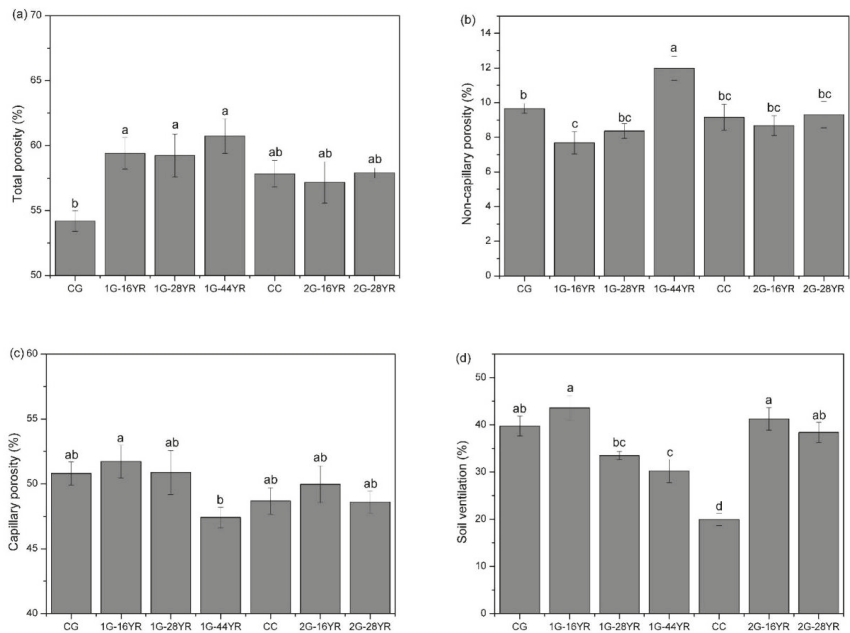 (a)
70
65
60
55
50
Total porosity (%)
b
a
a
a
ab
ab
ab
CG
1G-16YR
1G-28YR
1G-44YR
CC
2G-16YR
2G-28YR
(b)
14
12
10
8
6
4
2
0
Non-capillary porosity (%)
b
c
bc
a
bc
bc
bc
CG
1G-16YR
1G-28YR
1G-44YR
CC
2G-16YR
2G-28YR
(c)
60
55
50
45
40
Capillary porosity (%)
ab
a
ab
b
ab
ab
ab
CG
1G-16YR
1G-28YR
1G-44YR
CC
2G-16YR
2G-28YR
(d)
50
40
30
20
10
0
Soil ventilation (%)
ab
a
bc
c
d
a
ab
CG
1G-16YR
1G-28YR
1G-44YR
CC
2G-16YR
2G-28YR